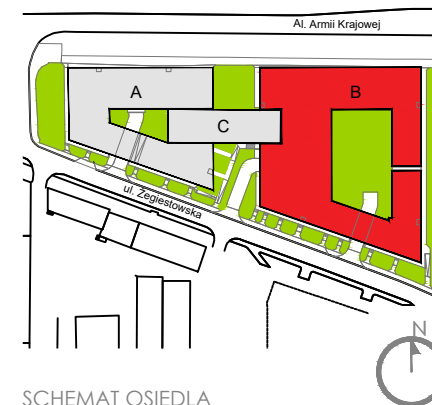 Al. Armii Krajowej
A
B
C
ul. Żegiestowska
N
SCHEMAT OSIEDLA